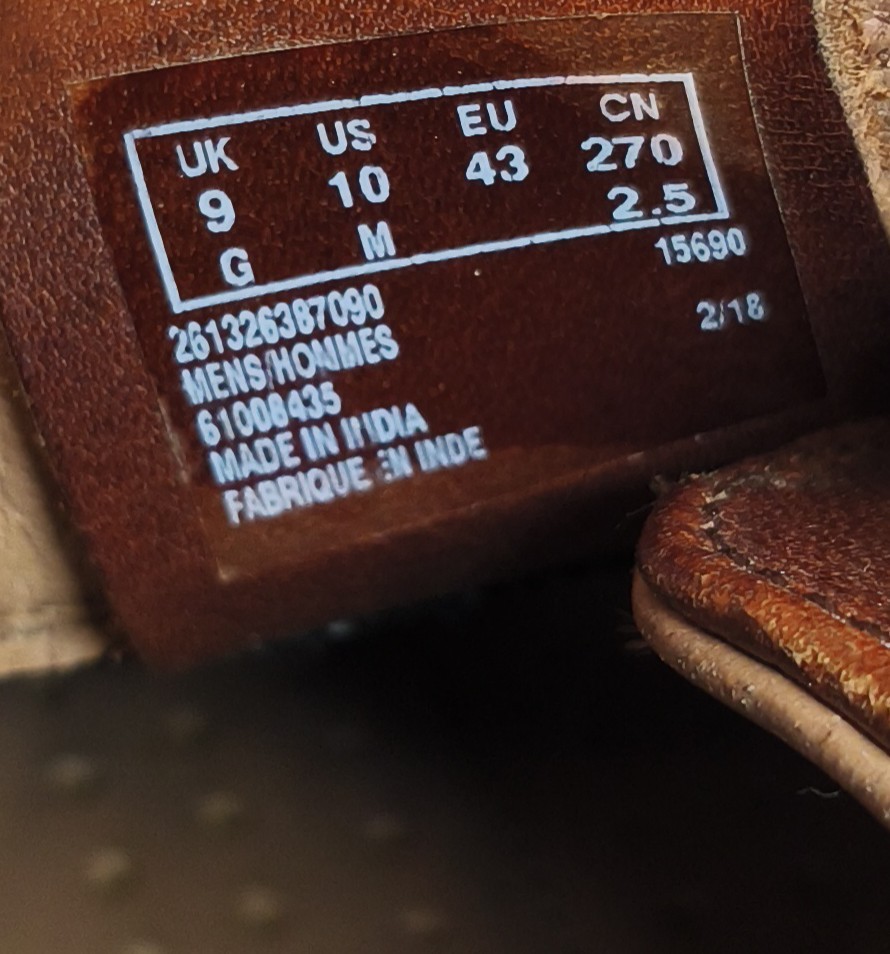 UK US EU CN
9 10 43 270
G M 2.5
261326387090 15690
MENS/HOMMES 2/18
61008435
MADE IN INDIA
FABRIQUE EN INDE